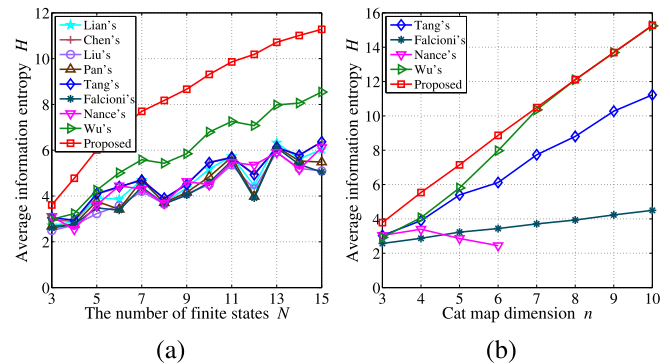 12
10
8
6
4
2
0
Average information entropy H
Lian's
Chen's
Liu's
Pan's
Tang's
Falcioni's
Nance's
Wu's
Proposed
3 5 7 9 11 13 15
The number of finite states N
(a)
16
14
12
10
8
6
4
2
0
Average information entropy H
Tang's
Falcioni's
Nance's
Wu's
Proposed
3 4 5 6 7 8 9 10
Cat map dimension n
(b)